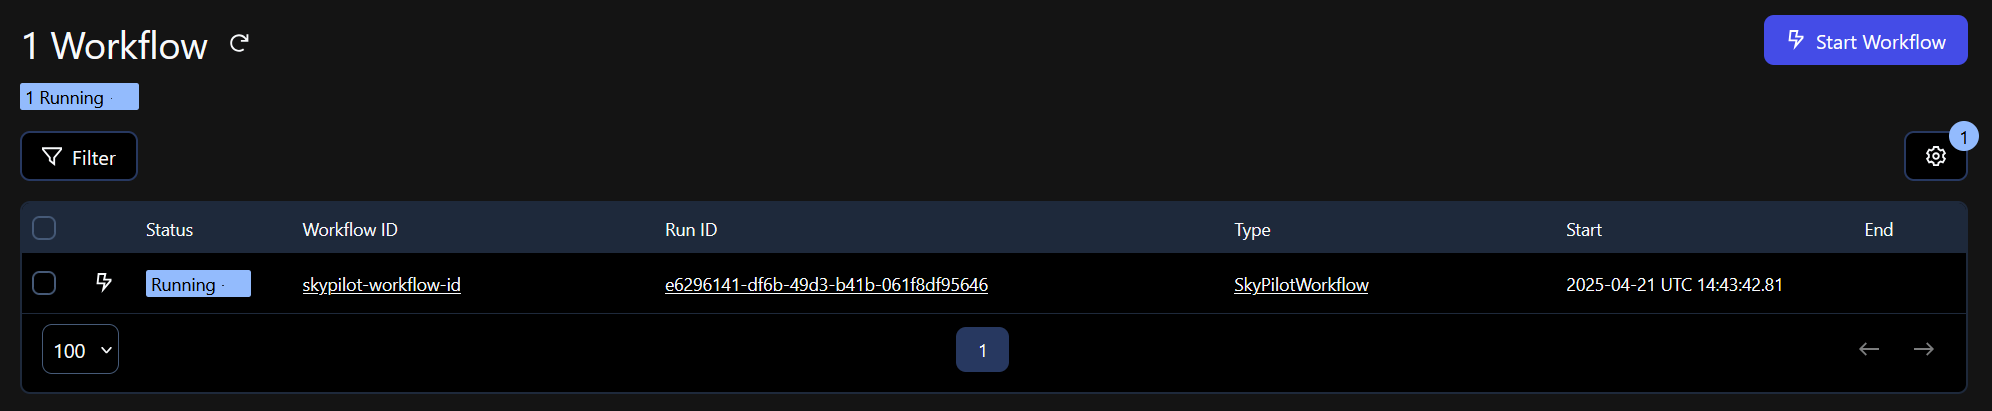 1 Workflow
Start Workflow
1 Running
Filter
1
Status Workflow ID Run ID Type Start End
Running skypilot-workflow-id e6296141-df6b-49d3-b41b-061f8df95646 SkyPilotWorkflow 2025-04-21 UTC 14:43:42.81
100 1